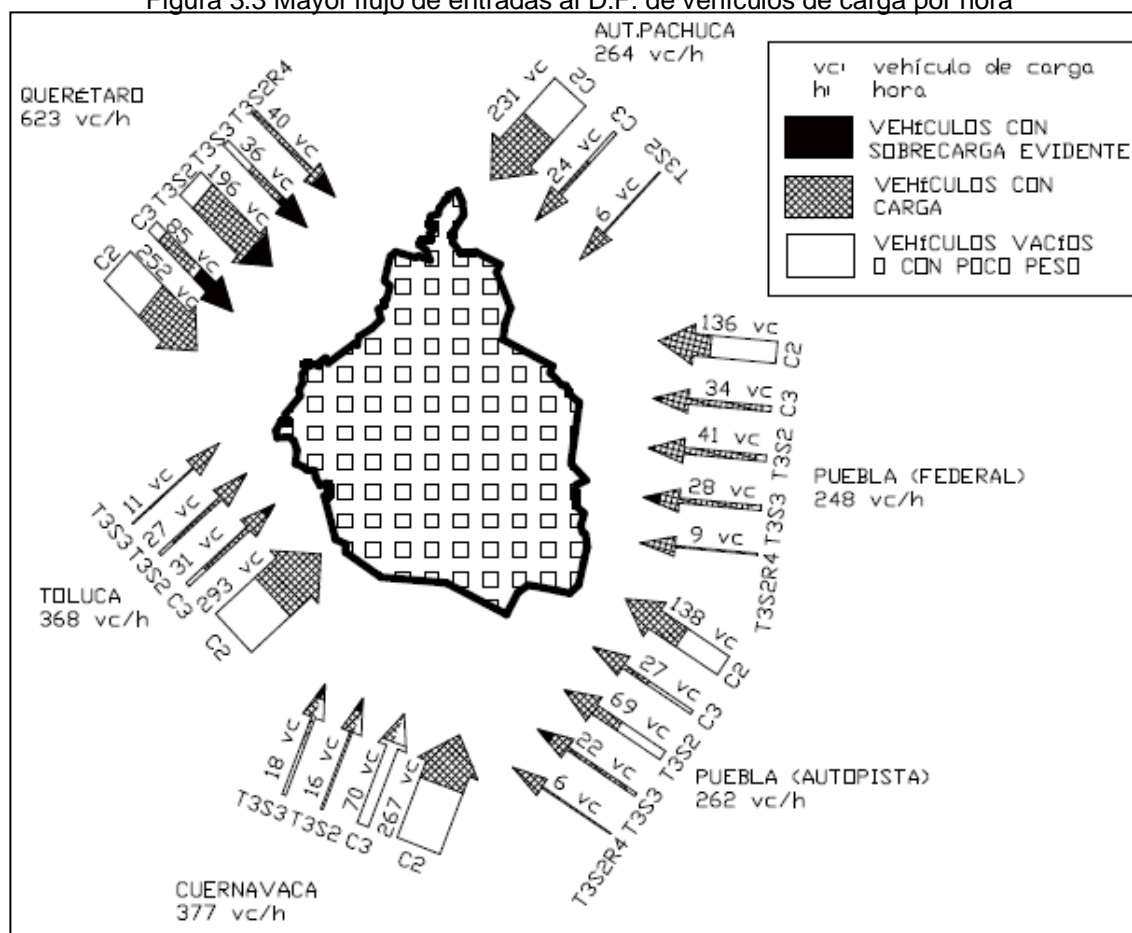 Figura 3.3 Mayor flujo de entradas al D.F. de vehículos de carga por hora
AUT.PACHUCA
264 vc/h
231 vc
C2
24 vc
C3
6 vc
T3S2
vc: vehículo de carga
h: hora
VEHÍCULOS CON
SOBRECARGA EVIDENTE
VEHÍCULOS CON
CARGA
VEHÍCULOS VACÍOS
O CON POCO PESO
QUERÉTARO
623 vc/h
T3S2R4
40 vc
T3S3
36 vc
T3S2
196 vc
C3
85 vc
C2
252 vc
136 vc
C2
34 vc
C3
41 vc
T3S2
28 vc
T3S3
9 vc
T3S2R4
PUEBLA (FEDERAL)
248 vc/h
11 vc
T3S3
27 vc
T3S2
31 vc
C3
293 vc
C2
TOLUCA
368 vc/h
138 vc
C2
27 vc
C3
69 vc
T3S2
22 vc
T3S3
6 vc
T3S2R4
PUEBLA (AUTOPISTA)
262 vc/h
18 vc
T3S3
16 vc
T3S2
70 vc
C3
267 vc
C2
CUERNAVACA
377 vc/h